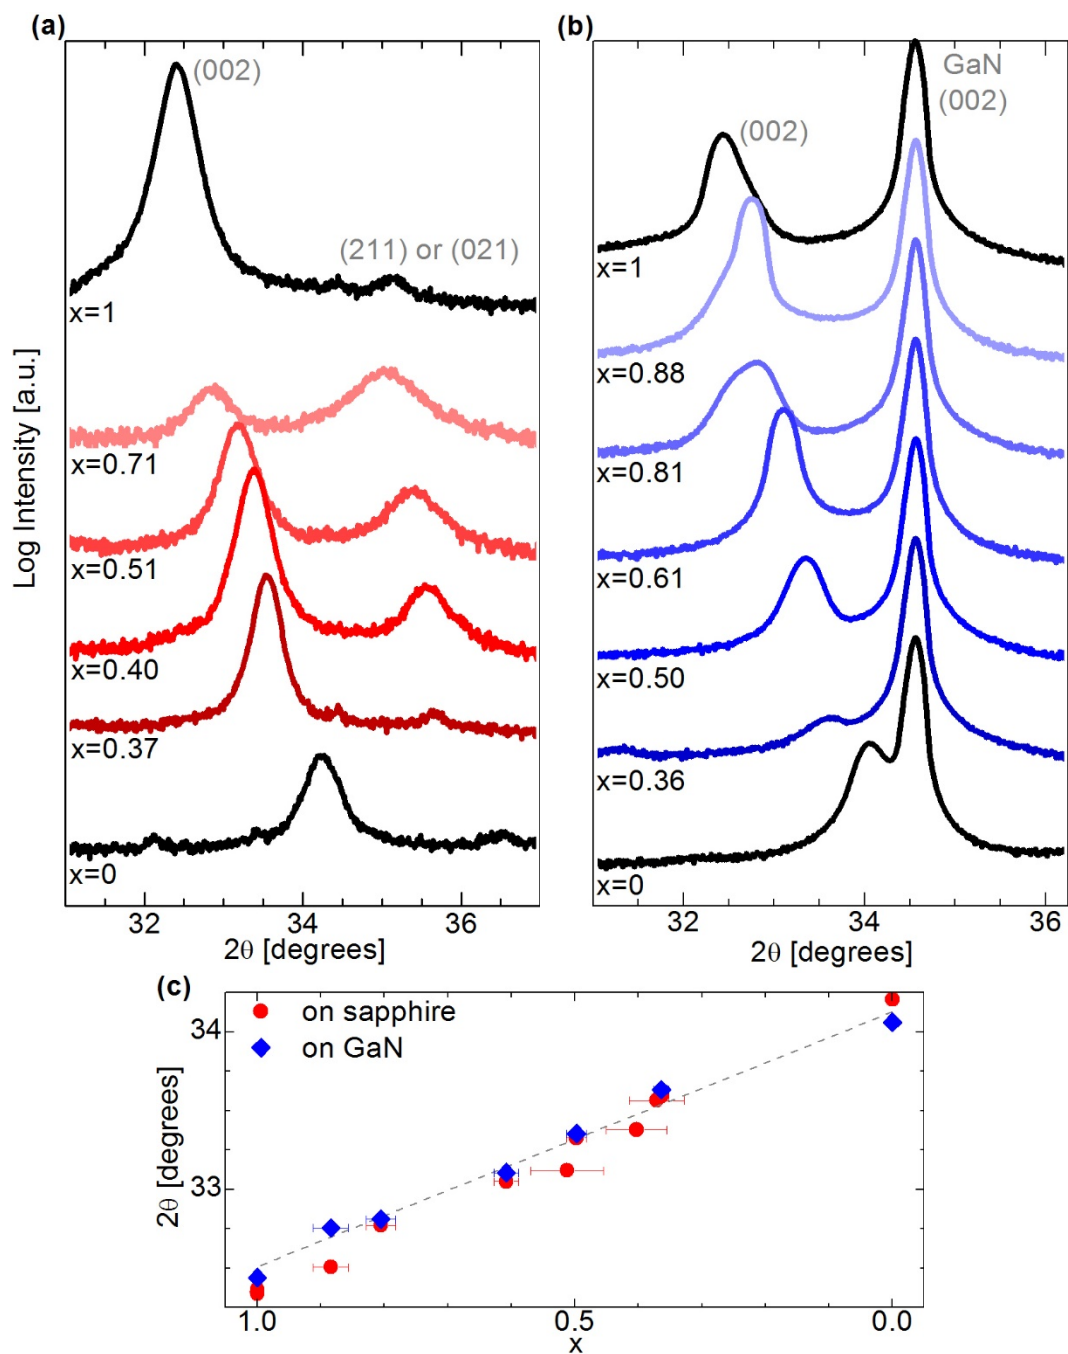 (a)
(002)
(211) or (021)
x=1
x=0.71
x=0.51
x=0.40
x=0.37
x=0
Log Intensity [a.u.]
32 34 36
2θ [degrees]
(b)
GaN
(002)
(002)
x=1
x=0.88
x=0.81
x=0.61
x=0.50
x=0.36
x=0
32 34 36
2θ [degrees]
(c)
on sapphire
on GaN
34
33
2θ [degrees]
1.0 0.5 0.0
x